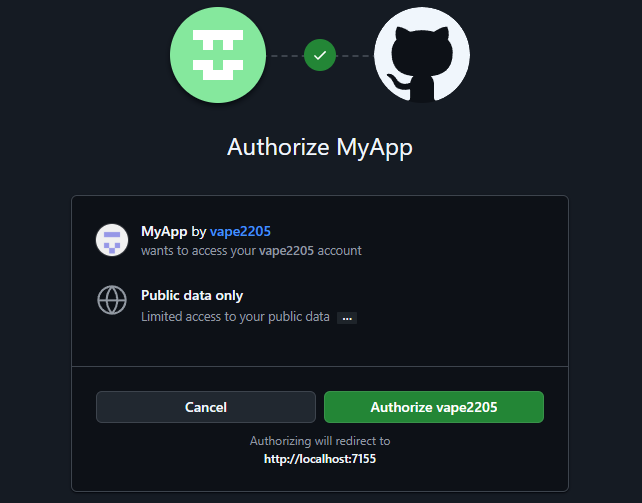 Authorize MyApp
MyApp by vape2205
wants to access your vape2205 account
Public data only
Limited access to your public data ...
Cancel
Authorize vape2205
Authorizing will redirect to
http://localhost:7155